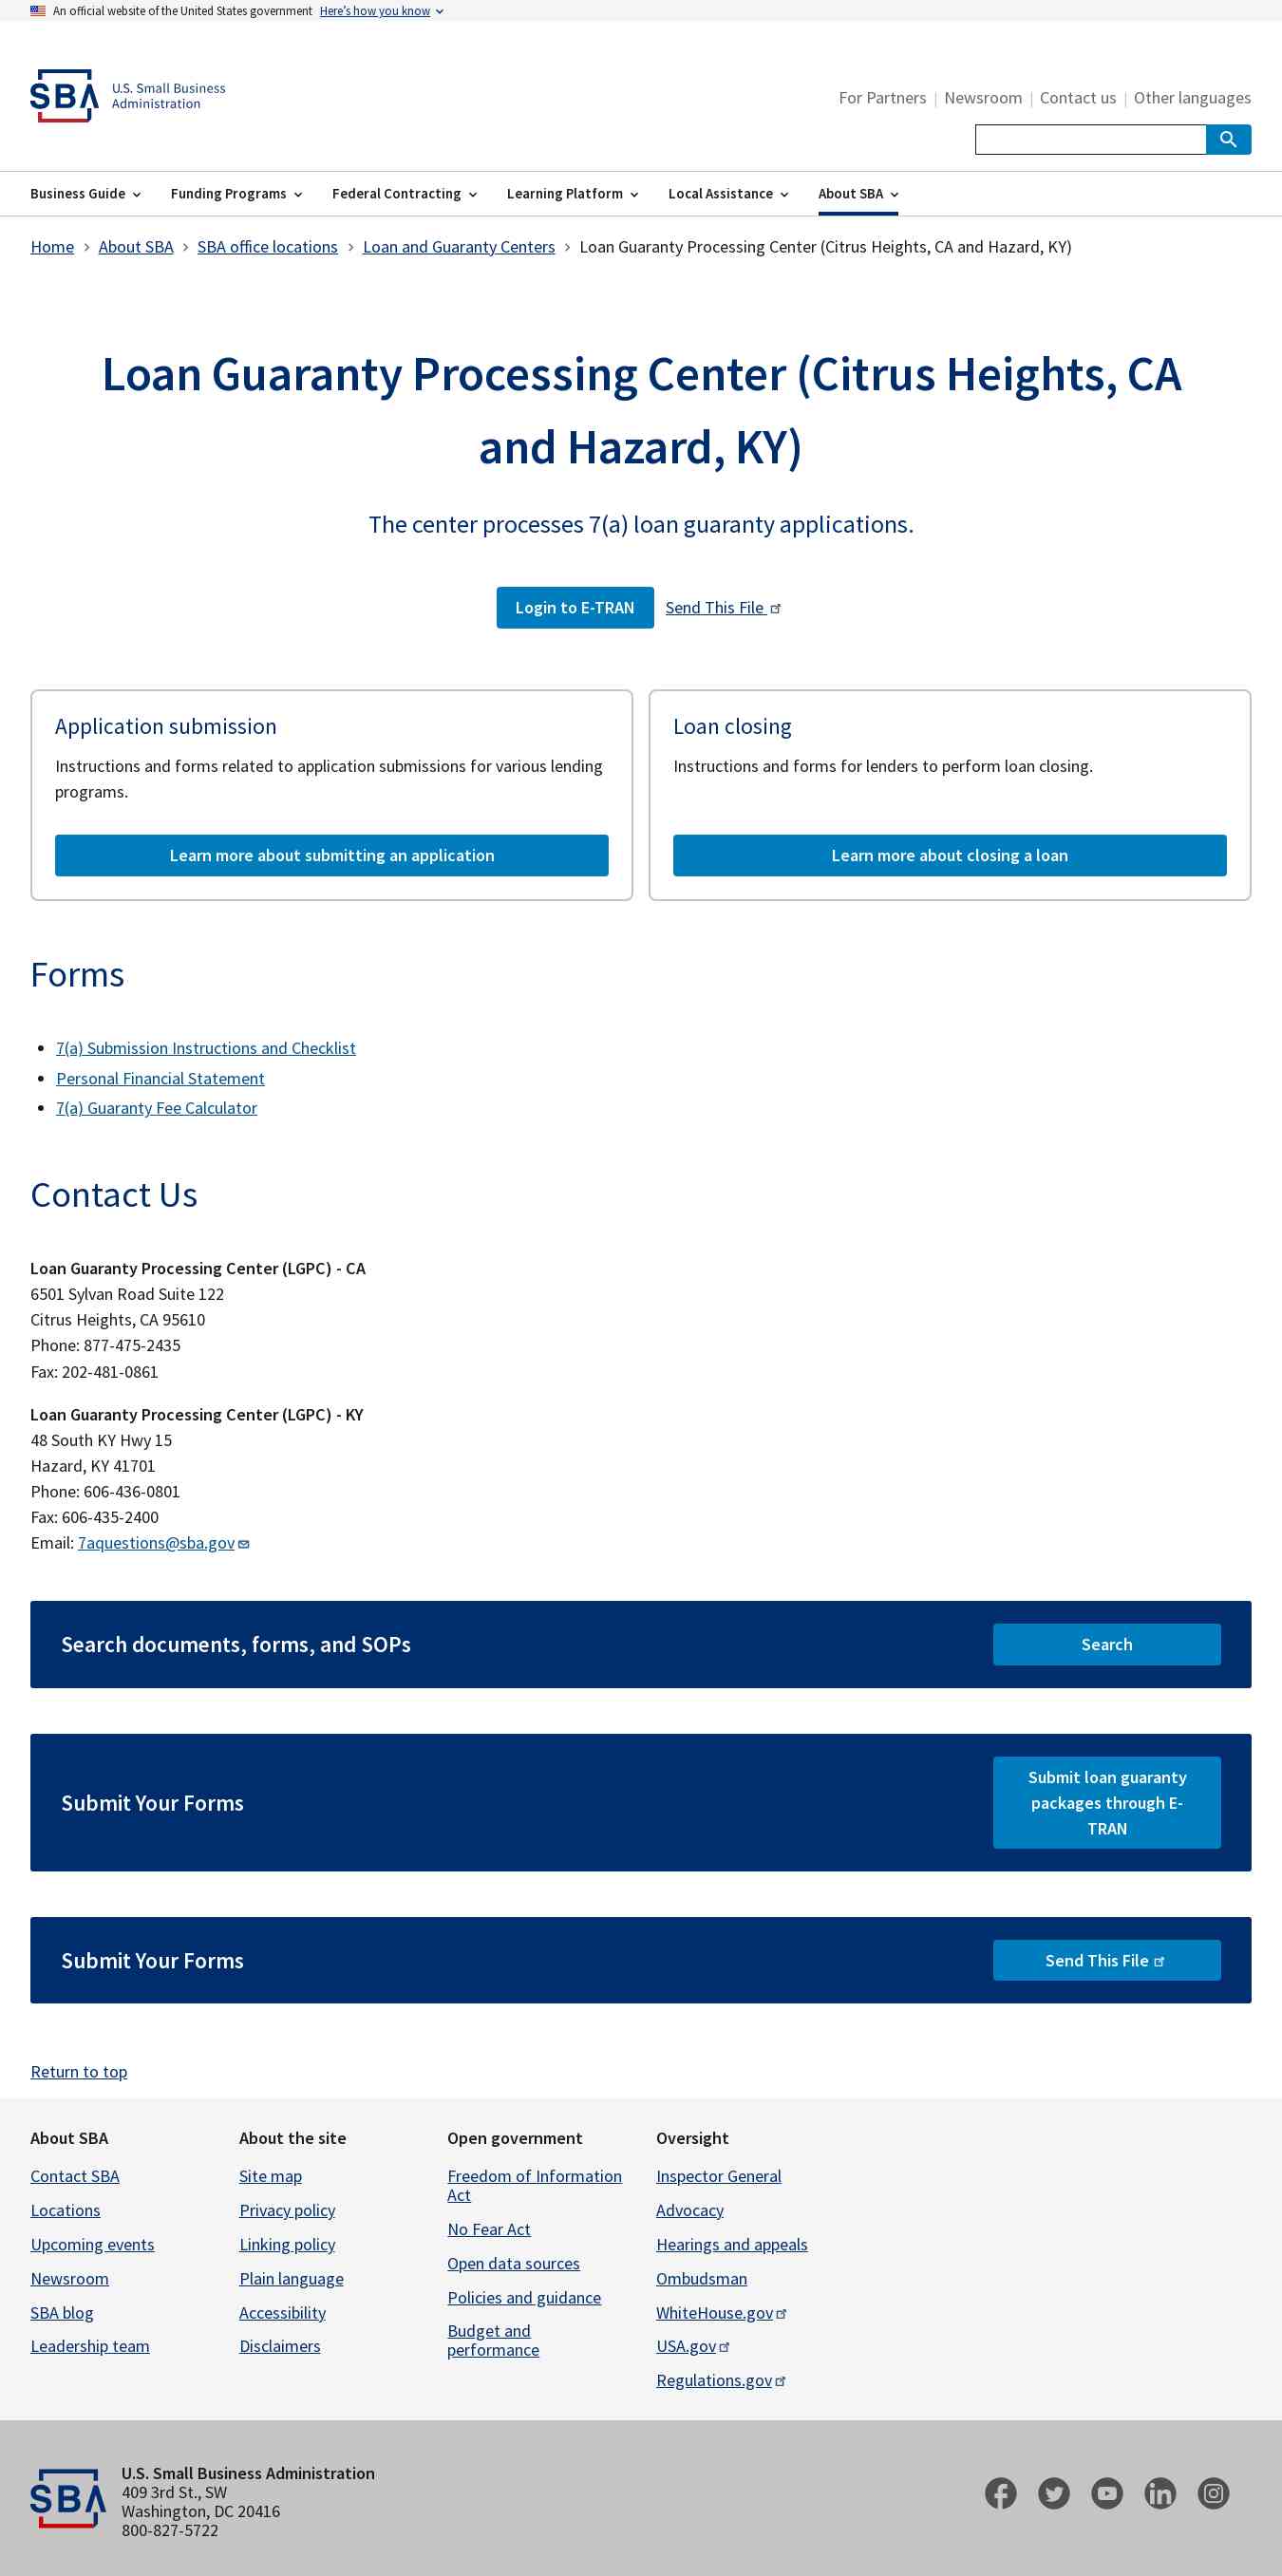 An official website of the United States government Here’s how you know
SBA U.S. Small Business
Administration
For Partners | Newsroom | Contact us | Other languages
Business Guide Funding Programs Federal Contracting Learning Platform Local Assistance About SBA
Home > About SBA > SBA office locations > Loan and Guaranty Centers > Loan Guaranty Processing Center (Citrus Heights, CA and Hazard, KY)
Loan Guaranty Processing Center (Citrus Heights, CA
and Hazard, KY)
The center processes 7(a) loan guaranty applications.
Login to E-TRAN Send This File
Application submission
Instructions and forms related to application submissions for various lending
programs.
Learn more about submitting an application
Loan closing
Instructions and forms for lenders to perform loan closing.
Learn more about closing a loan
Forms
• 7(a) Submission Instructions and Checklist
• Personal Financial Statement
• 7(a) Guaranty Fee Calculator
Contact Us
Loan Guaranty Processing Center (LGPC) - CA
6501 Sylvan Road Suite 122
Citrus Heights, CA 95610
Phone: 877-475-2435
Fax: 202-481-0861
Loan Guaranty Processing Center (LGPC) - KY
48 South KY Hwy 15
Hazard, KY 41701
Phone: 606-436-0801
Fax: 606-435-2400
Email: 7aquestions@sba.gov
Search documents, forms, and SOPs
Search
Submit Your Forms
Submit loan guaranty
packages through E-
TRAN
Submit Your Forms
Send This File
Return to top
About SBA
Contact SBA
Locations
Upcoming events
Newsroom
SBA blog
Leadership team
About the site
Site map
Privacy policy
Linking policy
Plain language
Accessibility
Disclaimers
Open government
Freedom of Information
Act
No Fear Act
Open data sources
Policies and guidance
Budget and
performance
Oversight
Inspector General
Advocacy
Hearings and appeals
Ombudsman
WhiteHouse.gov
USA.gov
Regulations.gov
SBA
U.S. Small Business Administration
409 3rd St., SW
Washington, DC 20416
800-827-5722